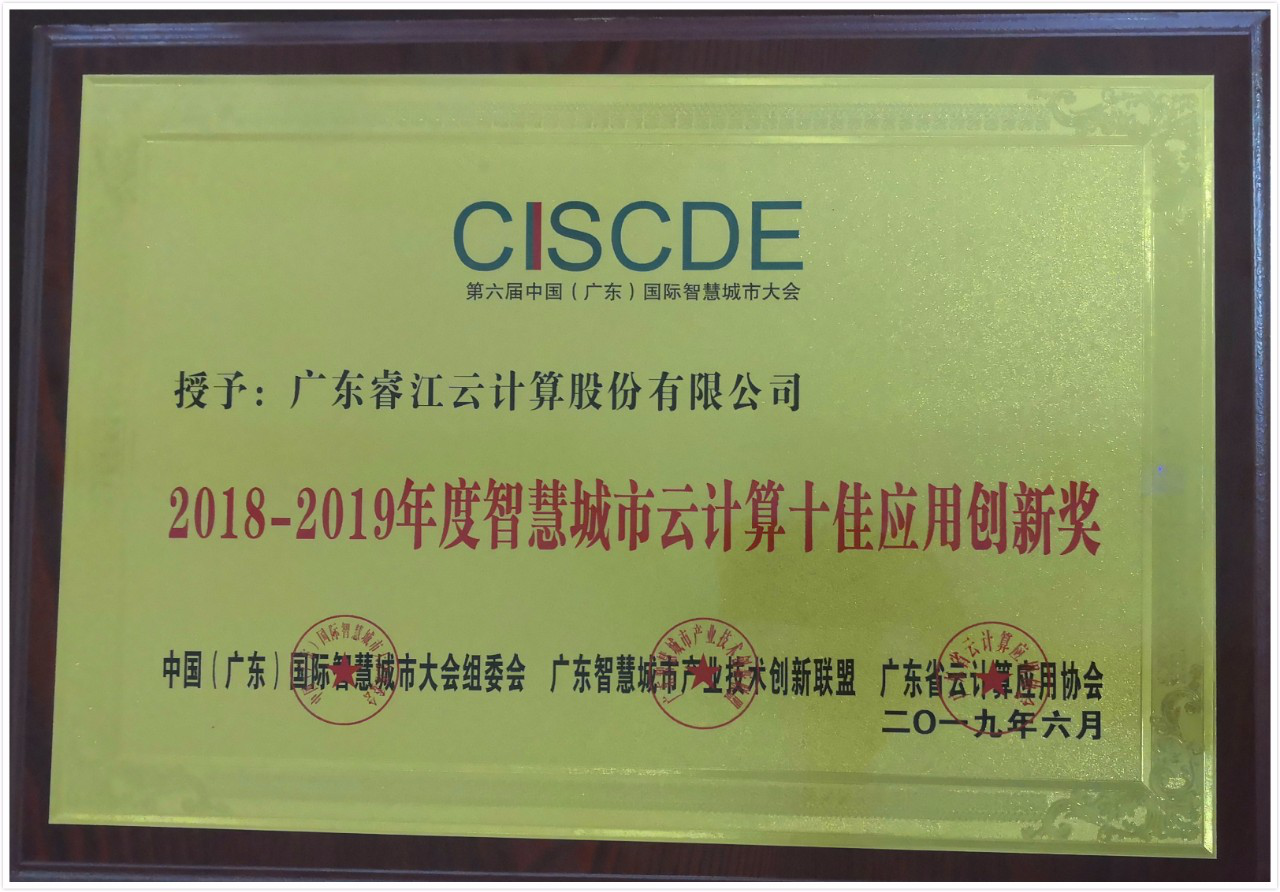 CISCDE
第六届中国（广东）国际智慧城市大会
授予：广东睿江云计算股份有限公司
2018-2019年度智慧城市云计算十佳应用创新奖
中国（广东）国际智慧城市大会组委会 广东智慧城市产业技术创新联盟 广东省云计算应用协会
二〇一九年六月